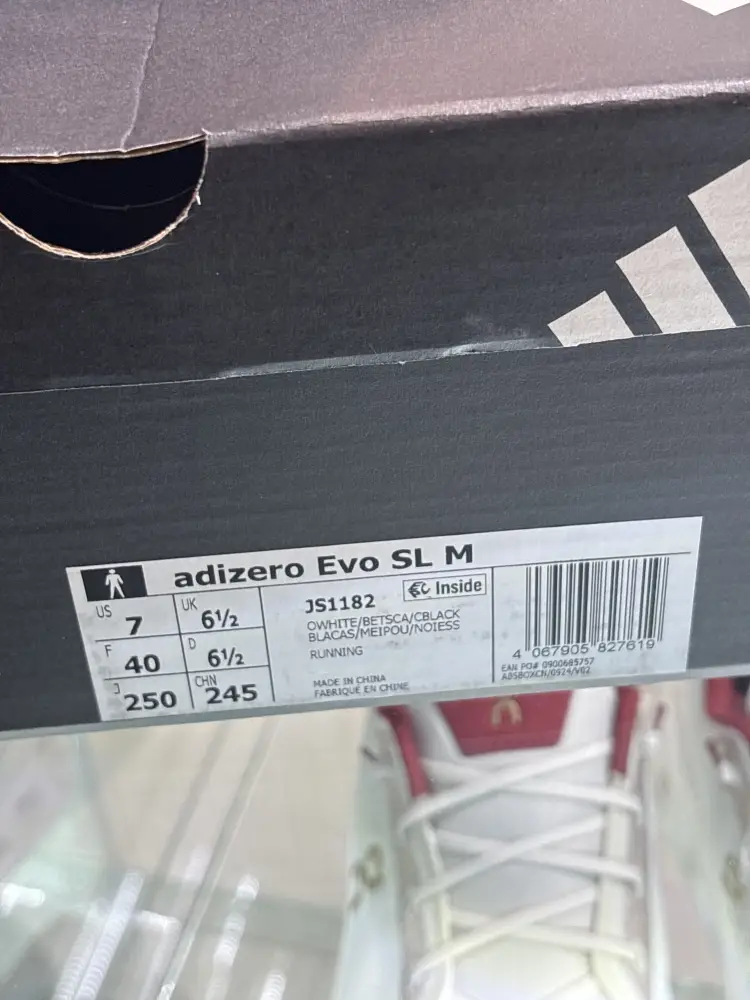 adizero Evo SL M
US 7 UK 6½
F 40 D 6½
J 250 CHN 245
JS1182 Inside
OWHITE/BETSCA/CBLACK
BLACAS/MEIPOU/NOIESS
RUNNING
MADE IN CHINA
FABRIQUÉ EN CHINE
4 067905 827619
EAN PO# 0900685757
ABSBOXCN/0924/V02